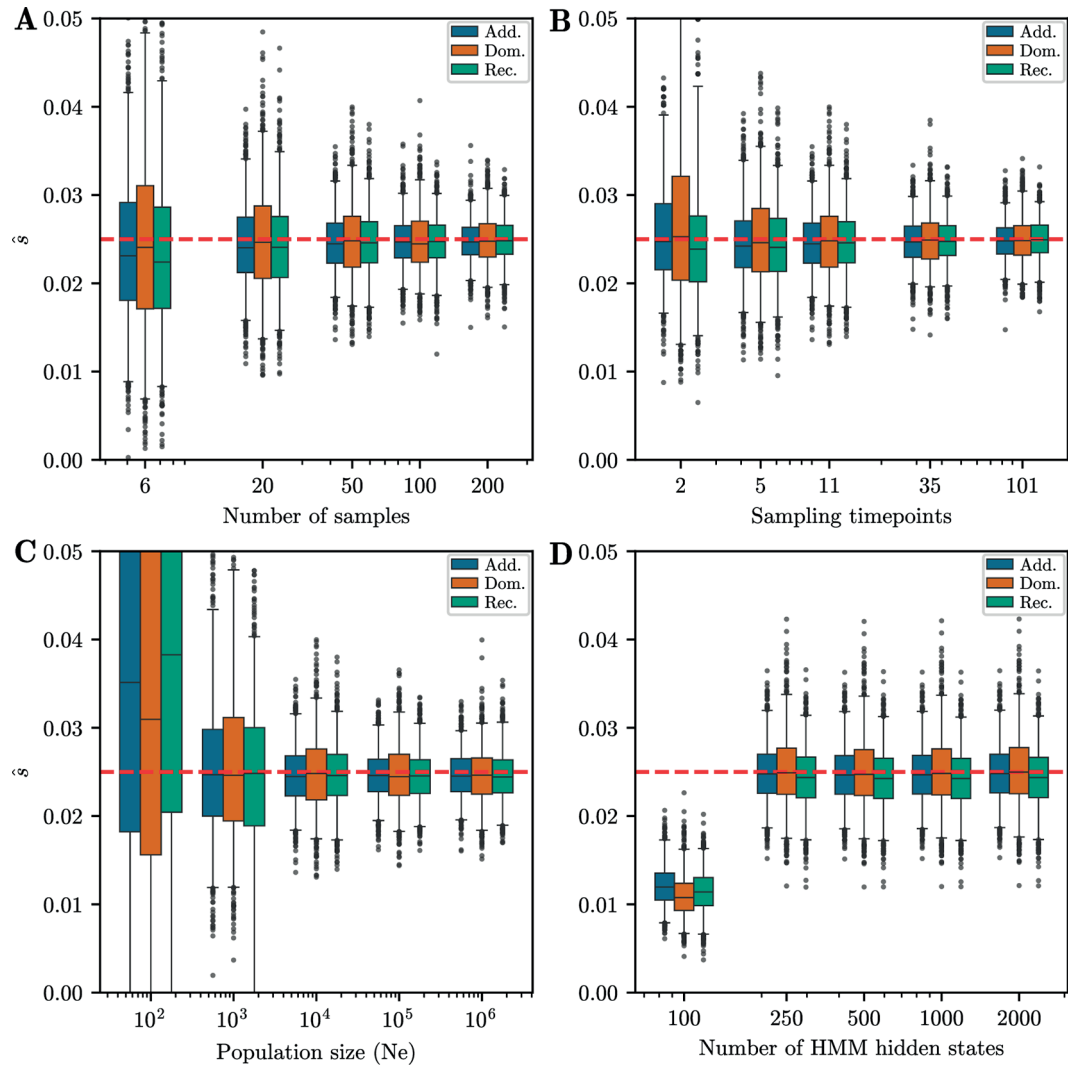 A
0.05
0.04
0.03
0.02
0.01
0.00
ŝ
Add.
Dom.
Rec.
6
20
50
100
200
Number of samples
B
0.05
0.04
0.03
0.02
0.01
0.00
Add.
Dom.
Rec.
2
5
11
35
101
Sampling timepoints
C
0.05
0.04
0.03
0.02
0.01
0.00
ŝ
Add.
Dom.
Rec.
10²
10³
10⁴
10⁵
10⁶
Population size (Ne)
D
0.05
0.04
0.03
0.02
0.01
0.00
Add.
Dom.
Rec.
100
250
500
1000
2000
Number of HMM hidden states